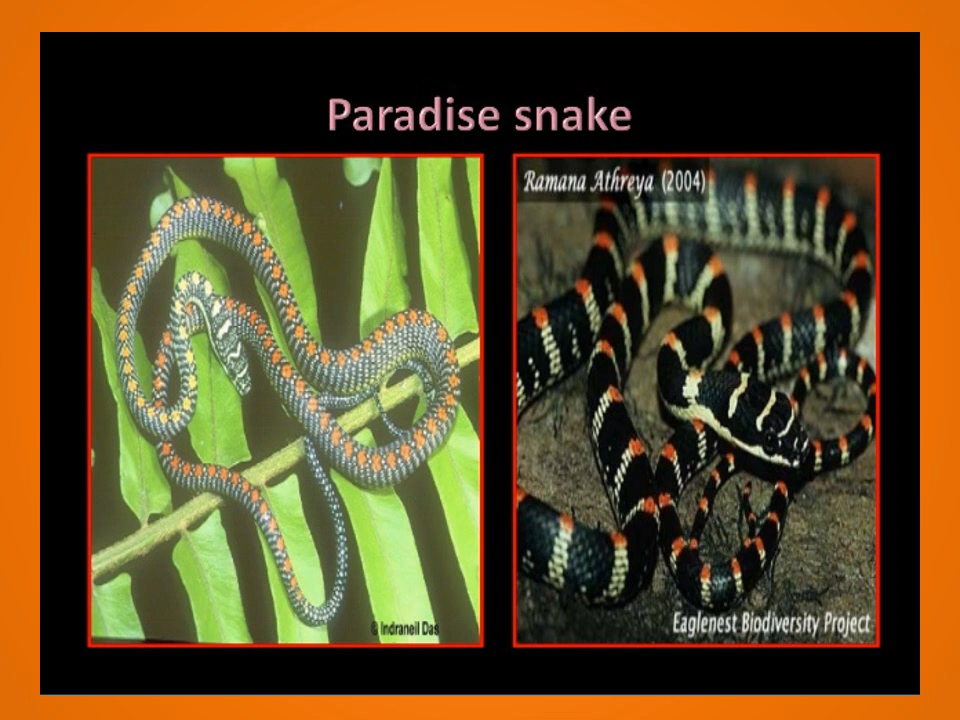 Paradise snake
Ramana Athreya (2004)
© Indraneil Das
Eaglenest Biodiversity Project